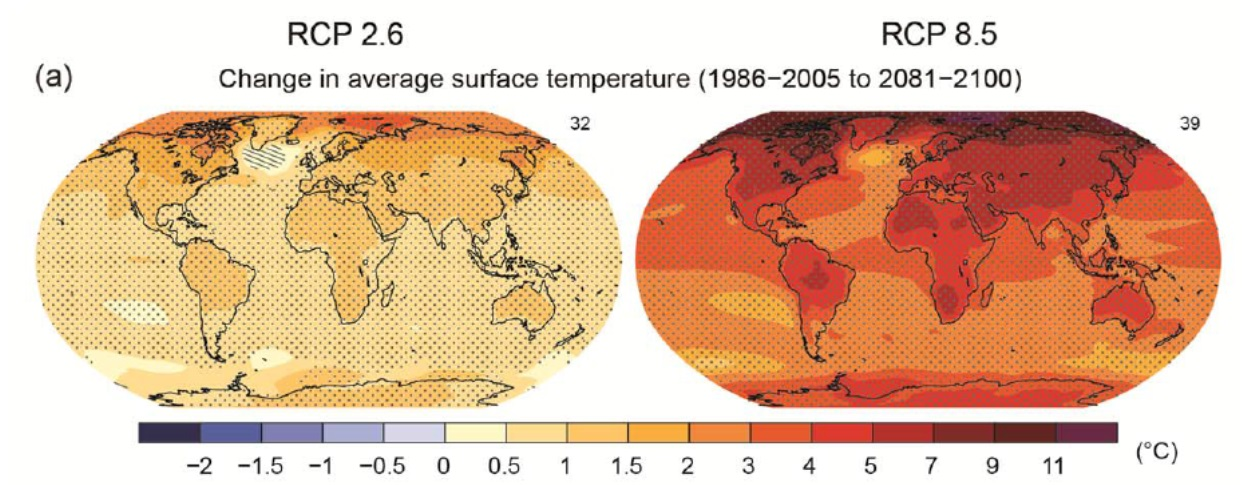 RCP 2.6 RCP 8.5
(a) Change in average surface temperature (1986−2005 to 2081−2100)
32 39
−2 −1.5 −1 −0.5 0 0.5 1 1.5 2 3 4 5 7 9 11 (°C)